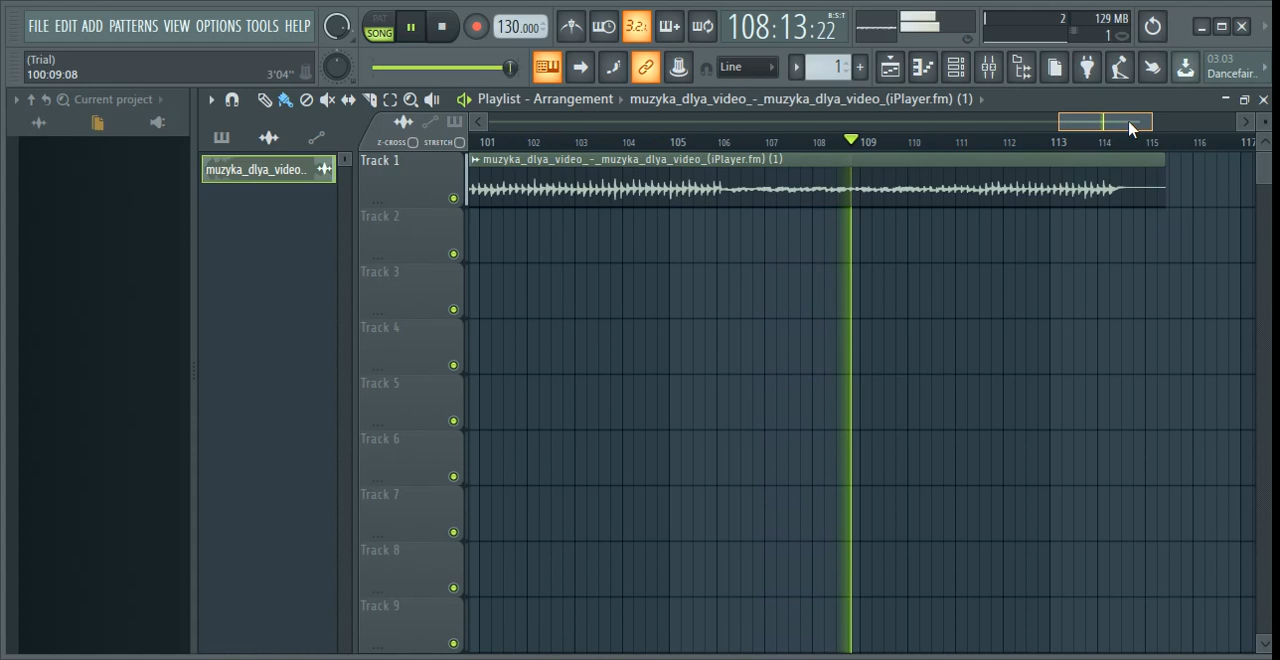 FILE EDIT ADD PATTERNS VIEW OPTIONS TOOLS HELP
PAT
SONG
130.000
3.2.
108:13:22
B:S:T
2
129 MB
1
(Trial)
100:09:08
3'04"
Line
1
03.03
Dancefair..
Current project
Playlist - Arrangement
muzyka_dlya_video_-_muzyka_dlya_video_(iPlayer.fm) (1)
Z-CROSS
STRETCH
101 102 103 104 105 106 107 108 109 110 111 112 113 114 115 116 117
muzyka_dlya_video..
Track 1
muzyka_dlya_video_-_muzyka_dlya_video_(iPlayer.fm) (1)
Track 2
Track 3
Track 4
Track 5
Track 6
Track 7
Track 8
Track 9